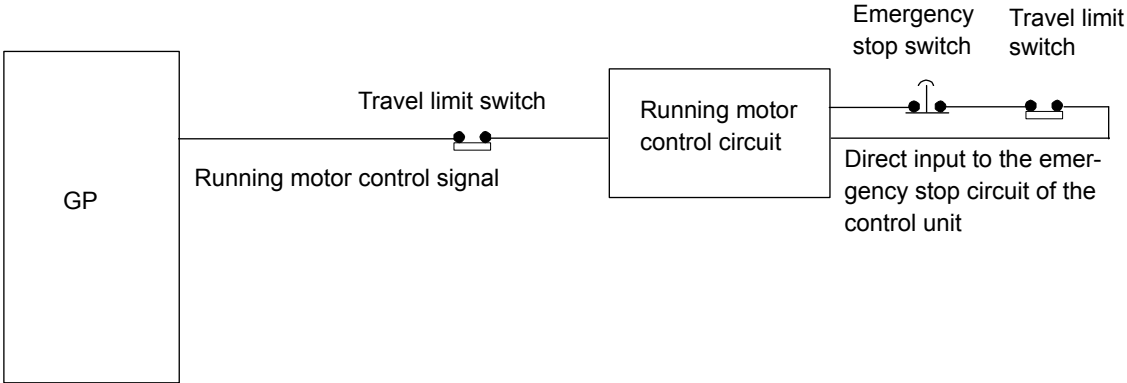 Emergency
stop switch
Travel limit
switch
Travel limit switch
Running motor
control circuit
Running motor control signal
Direct input to the emer-
gency stop circuit of the
control unit
GP